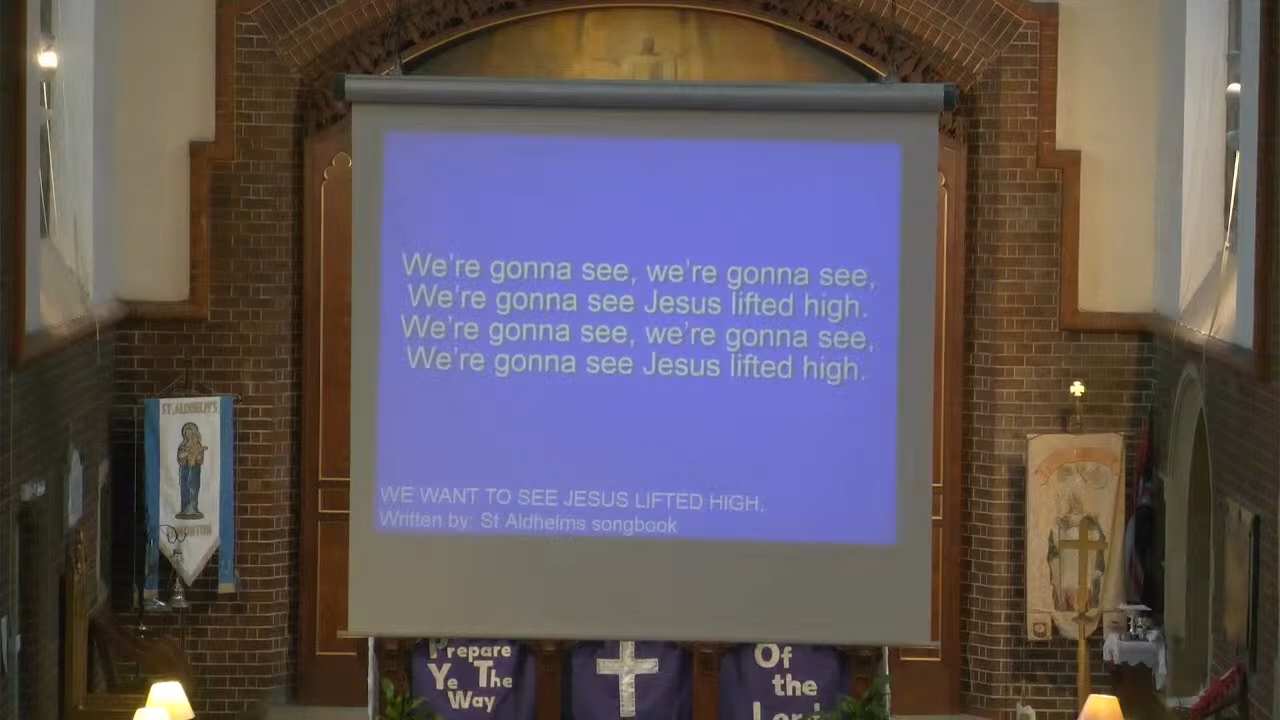 We're gonna see, we're gonna see,
We're gonna see Jesus lifted high.
We're gonna see, we're gonna see,
We're gonna see Jesus lifted high.
WE WANT TO SEE JESUS LIFTED HIGH.
Written by: St Aldhelms songbook
ST. ALDHELM'S
Prepare
Ye The
Way
Of
the
Lord